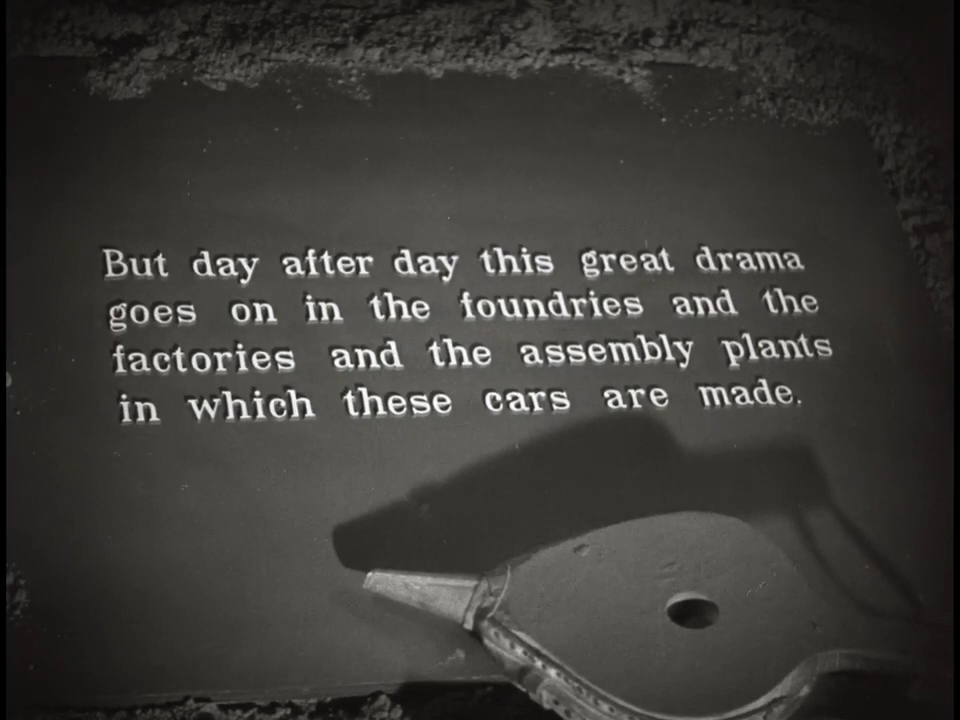 But day after day this great drama
goes on in the foundries and the
factories and the assembly plants
in which these cars are made.